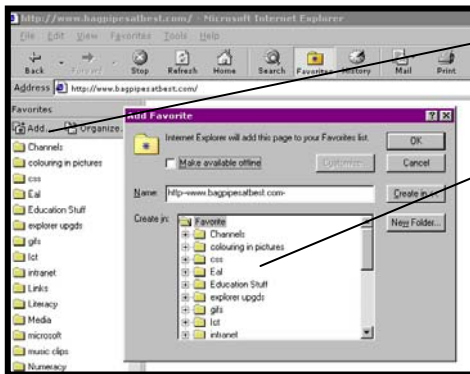 http://www.bagpipesatbest.com/ - Microsoft Internet Explorer
File Edit View Favorites Tools Help
Back Forward Stop Refresh Home Search Favorites History Mail Print
Address http://www.bagpipesatbest.com/
Favorites
Add... Organize...
Channels
colouring in pictures
css
Eal
Education Stuff
explorer upgds
gifs
Ict
intranet
Links
Literacy
Media
microsoft
music clips
Numeracy
Add Favorite
Internet Explorer will add this page to your Favorites list.
OK
Make available offline
Customize...
Cancel
Name: http--www.bagpipesatbest.com-
Create in <<
Create in:
Favorite
New Folder...
Channels
colouring in pictures
css
Eal
Education Stuff
explorer upgds
gifs
Ict
intranet